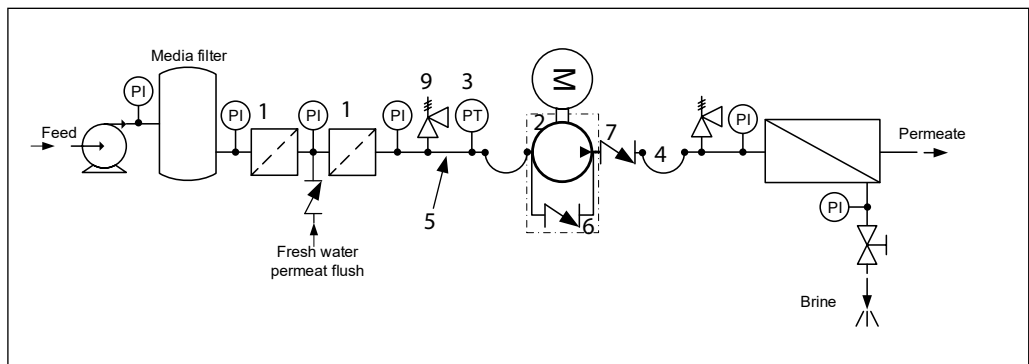 Media filter
PI
Feed
PI
1
PI
1
PI
9
3
PT
5
M
2
7
4
6
PI
Permeate
PI
Brine
Fresh water
permeat flush